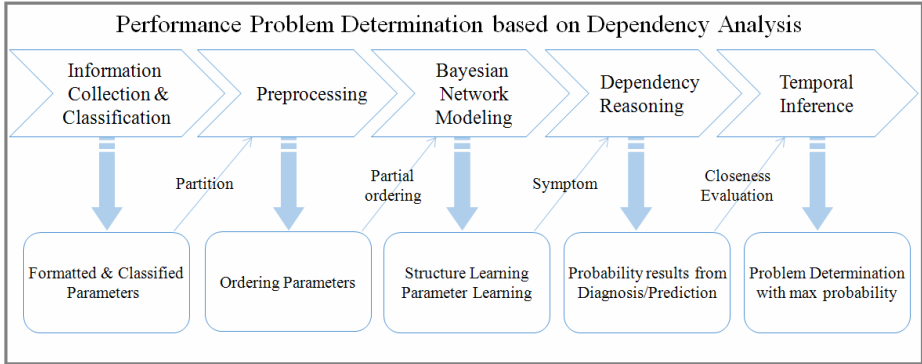 Performance Problem Determination based on Dependency Analysis
Information
Collection &
Classification
Preprocessing
Bayesian
Network
Modeling
Dependency
Reasoning
Temporal
Inference
Partition
Partial
ordering
Symptom
Closeness
Evaluation
Formatted & Classified
Parameters
Ordering Parameters
Structure Learning
Parameter Learning
Probability results from
Diagnosis/Prediction
Problem Determination
with max probability